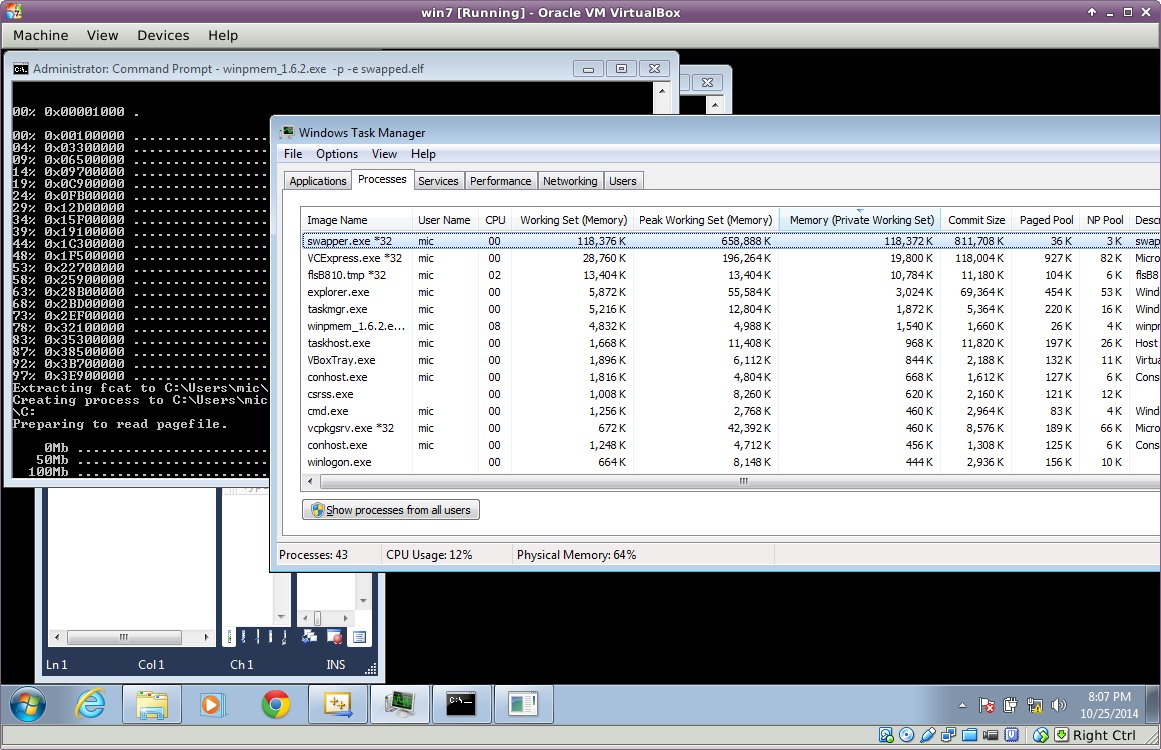 win7 [Running] - Oracle VM VirtualBox
Machine View Devices Help
Administrator: Command Prompt - winpmem_1.6.2.exe -p -e swapped.elf
00% 0x00001000 .
00% 0x00100000 ......................
04% 0x03300000 ......................
09% 0x06500000 ......................
14% 0x09700000 ......................
19% 0x0C900000 ......................
24% 0x0FB00000 ......................
29% 0x12D00000 ......................
34% 0x15F00000 ......................
39% 0x19100000 ......................
44% 0x1C300000 ......................
48% 0x1F500000 ......................
53% 0x22700000 ......................
58% 0x25900000 ......................
63% 0x28B00000 ......................
68% 0x2BD00000 ......................
73% 0x2EF00000 ......................
78% 0x32100000 ......................
83% 0x35300000 ......................
87% 0x38500000 ......................
92% 0x3B700000 ......................
97% 0x3E900000 ......................
Extracting fcat to C:\Users\mic\
Creating process to C:\Users\mic
\C:
Preparing to read pagefile.
0Mb ......................
50Mb ......................
100Mb ......................
Windows Task Manager
File Options View Help
Applications Processes Services Performance Networking Users
Image Name User Name CPU Working Set (Memory) Peak Working Set (Memory) Memory (Private Working Set) Commit Size Paged Pool NP Pool Descr
swapper.exe *32 mic 00 118,376 K 658,888 K 118,372 K 811,708 K 36 K 3 K swap
VCExpress.exe *32 mic 00 28,760 K 196,264 K 19,800 K 118,004 K 927 K 82 K Micro
flsB810.tmp *32 mic 02 13,404 K 13,404 K 10,784 K 11,180 K 104 K 6 K flsB8
explorer.exe mic 00 5,872 K 55,584 K 3,024 K 69,364 K 454 K 53 K Wind
taskmgr.exe mic 00 5,216 K 12,804 K 1,872 K 5,364 K 220 K 16 K Wind
winpmem_1.6.2.e... mic 08 4,832 K 4,988 K 1,540 K 1,660 K 26 K 4 K winpr
taskhost.exe mic 00 1,668 K 11,408 K 968 K 11,820 K 197 K 26 K Host
VBoxTray.exe mic 00 1,896 K 6,112 K 844 K 2,188 K 132 K 11 K Virtua
conhost.exe mic 00 1,816 K 4,804 K 668 K 1,612 K 127 K 6 K Cons
csrss.exe 00 1,008 K 8,260 K 620 K 2,160 K 121 K 12 K
cmd.exe mic 00 1,256 K 2,768 K 460 K 2,964 K 83 K 4 K Wind
vcpkgsrv.exe *32 mic 00 672 K 42,392 K 460 K 8,576 K 189 K 66 K Micro
conhost.exe mic 00 1,248 K 4,712 K 456 K 1,308 K 125 K 6 K Cons
winlogon.exe 00 664 K 8,148 K 444 K 2,936 K 156 K 10 K
Show processes from all users
Processes: 43 CPU Usage: 12% Physical Memory: 64%
Ln 1 Col 1 Ch 1 INS
8:07 PM
10/25/2014
Right Ctrl